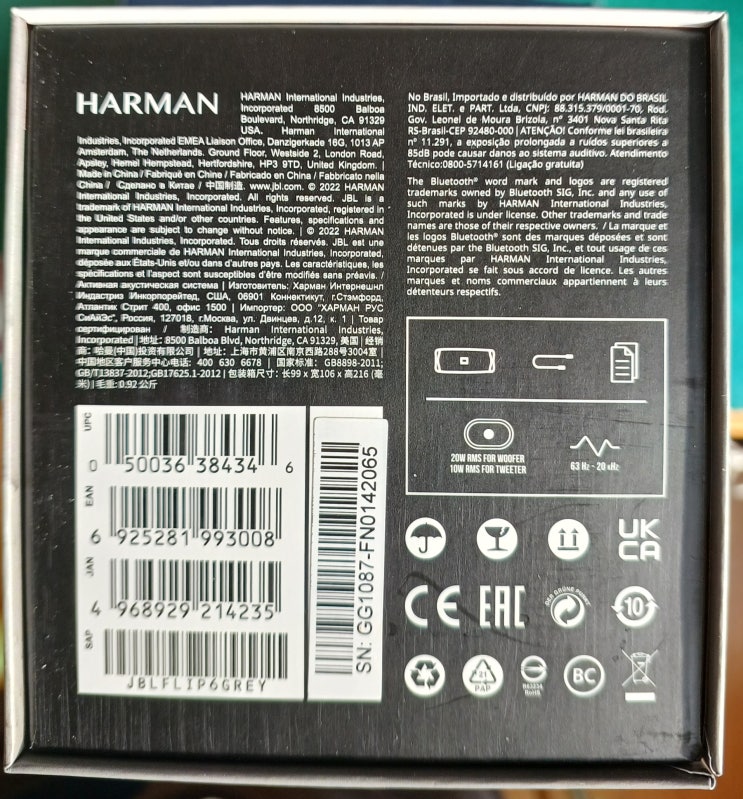 HARMAN
HARMAN International Industries,
Incorporated 8500 Balboa
Boulevard, Northridge, CA 91329
USA. Harman International
Industries, Incorporated EMEA Liaison Office, Danzigerkade 16G, 1013 AP
Amsterdam, The Netherlands. Ground Floor, Westside 2, London Road,
Apsley, Hemel Hempstead, Hertfordshire, HP3 9TD, United Kingdom. |
Made in China / Fabriqué en Chine / Fabricado en China / Fabbricato nella
China / Сделано в Китае / 中国制造. www.jbl.com © 2022 HARMAN
International Industries, Incorporated. All rights reserved. JBL is a
trademark of HARMAN International Industries, Incorporated, registered in
the United States and/or other countries. Features, specifications and
appearance are subject to change without notice. | © 2022 HARMAN
International Industries, Incorporated. Tous droits réservés. JBL est une
marque commerciale de HARMAN International Industries, Incorporated,
déposée aux États-Unis et/ou dans d'autres pays. Les caractéristiques, les
spécifications et l'aspect sont susceptibles d'être modifiés sans préavis. /
Активная акустическая система | Изготовитель: Харман Интернешнл
Индастриз Инкорпорейтед, США, 06901 Коннектикут, г.Стэмфорд,
Атлантик Стрит 400, офис 1500 | Импортер: ООО "ХАРМАН РУС
СиАйЭс", Россия, 127018, г.Москва, ул. Двинцев, д.12, к. 1 | Товар
сертифицирован / 制造商: Harman International Industries,
Incorporated | 地址: 8500 Balboa Blvd, Northridge, CA 91329, 美国 | 经销
商: 哈曼(中国)投资有限公司 | 地址: 上海市黄浦区南京西路288号3004室 |
中国地区客户服务中心电话: 400 630 6678 | 国家标准: GB8898-2011;
GB/T13837-2012;GB17625.1-2012 | 包装箱尺寸: 长99 x 宽106 x 高216 (毫
米) | 毛重: 0.92 公斤
No Brasil, Importado e distribuído por HARMAN DO BRASIL
IND. ELET. e PART. Ltda, CNPJ: 88.315.379/0001-70, Rod.
Gov. Leonel de Moura Brizola, nº 3401 Nova Santa Rita
RS-Brasil-CEP 92480-000 | ATENÇÃO! Conforme lei brasileira
nº 11.291, a exposição prolongada a ruídos superiores a
85dB pode causar danos ao sistema auditivo. Atendimento
Técnico:0800-5714161 (Ligação gratuita)
The Bluetooth® word mark and logos are registered
trademarks owned by Bluetooth SIG, Inc. and any use of
such marks by HARMAN International Industries,
Incorporated is under license. Other trademarks and trade
names are those of their respective owners. / La marque et
les logos Bluetooth® sont des marques déposées et sont
détenues par de Bluetooth SIG, Inc., et tout usage de ces
marques par HARMAN International Industries,
Incorporated se fait sous accord de licence. Les autres
marques et noms commerciaux appartiennent à leurs
détenteurs respectifs.
20W RMS FOR WOOFER
10W RMS FOR TWEETER
63 Hz - 20 kHz
UPC
0 50036 38434 6
EAN
6 925281 993008
JAN
4 968929 214235
SAP
JBLFLIP6GREY
SN: GG1087-FN0142065
UK
CA
CE
EAC
DER GRÜNE PUNKT
10
21
PAP
R43234
RoHS
BC